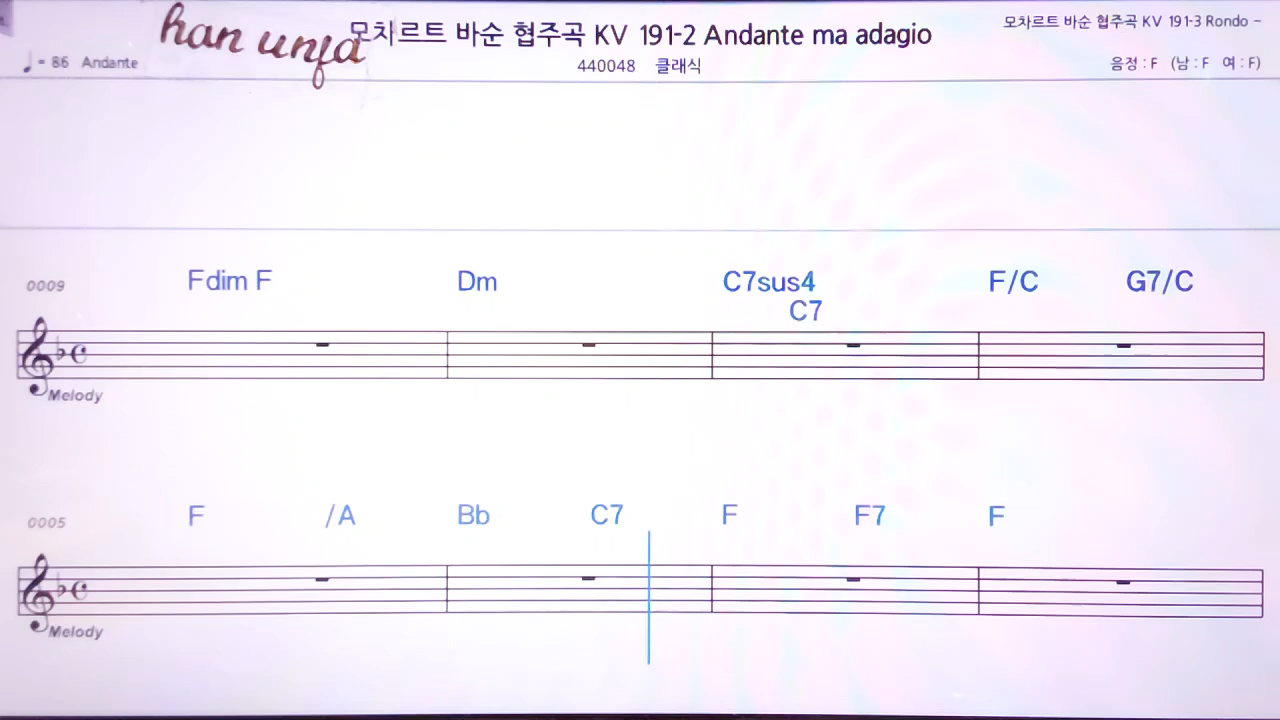 han unfa
모차르트 바순 협주곡 KV 191-2 Andante ma adagio
모차르트 바순 협주곡 KV 191-3 Rondo -
= 86 Andante
440048 클래식
음정 : F (남 : F 여 : F)
0009 Fdim F Dm C7sus4 F/C G7/C
C7
Melody
0005 F /A Bb C7 F F7 F
Melody